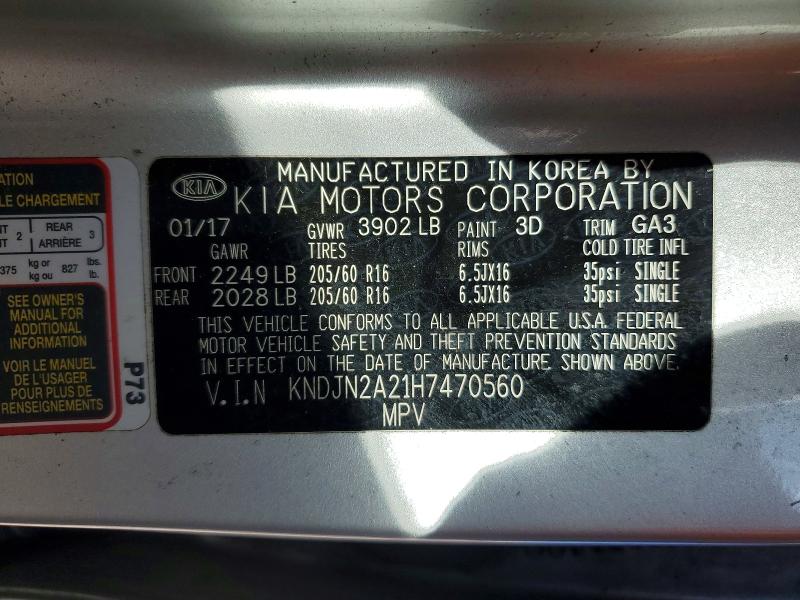 MANUFACTURED IN KOREA BY
KIA KIA MOTORS CORPORATION
01/17 GVWR 3902 LB PAINT 3D TRIM GA3
GAWR TIRES RIMS COLD TIRE INFL
FRONT 2249 LB 205/60 R16 6.5JX16 35psi SINGLE
REAR 2028 LB 205/60 R16 6.5JX16 35psi SINGLE
THIS VEHICLE CONFORMS TO ALL APPLICABLE U.S.A. FEDERAL
MOTOR VEHICLE SAFETY AND THEFT PREVENTION STANDARDS
IN EFFECT ON THE DATE OF MANUFACTURE SHOWN ABOVE.
V.I.N KNDJN2A21H7470560
MPV
CHARGEMENT
REAR
ARRIÈRE 3
2
375 kg or kg ou 827 lbs. lb.
SEE OWNER'S
MANUAL FOR
ADDITIONAL
INFORMATION
VOIR LE MANUEL
DE L'USAGER
POUR PLUS DE
RENSEIGNEMENTS
P73